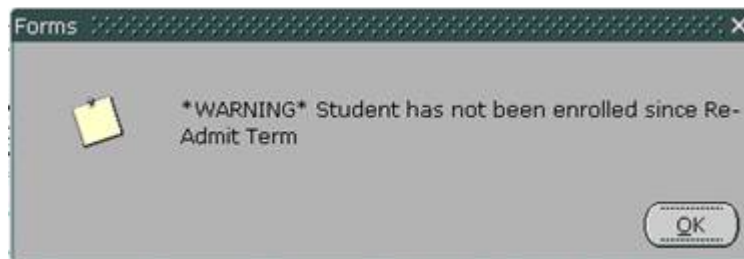 Forms
*WARNING* Student has not been enrolled since Re-
Admit Term
OK